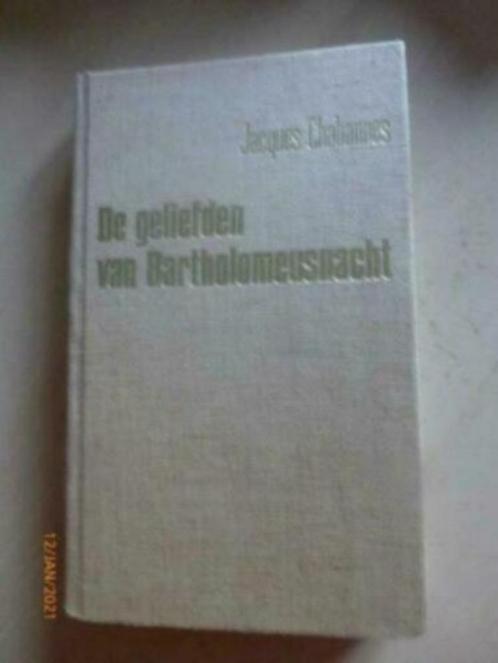 Jacques Chabannes
De geliefden
van Bartholomeusnacht
12/JAN/2021